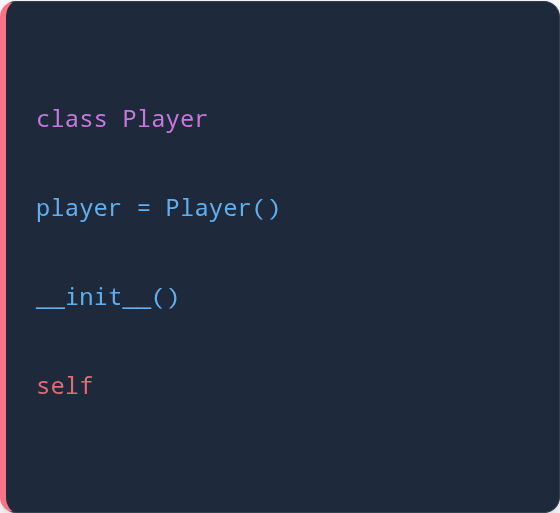 class Player
player = Player()
__init__()
self